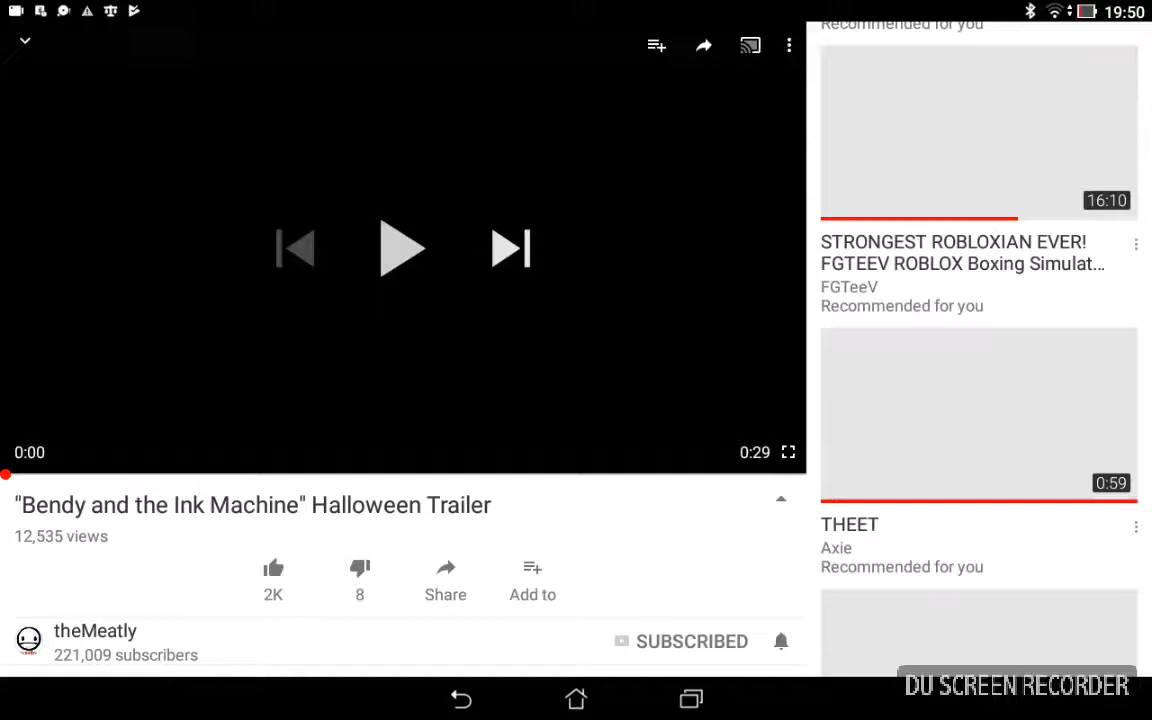 19:50
Recommended for you
16:10
STRONGEST ROBLOXIAN EVER!
FGTEEV ROBLOX Boxing Simulat...
FGTeeV
Recommended for you
0:00
0:29
0:59
"Bendy and the Ink Machine" Halloween Trailer
12,535 views
THEET
Axie
Recommended for you
2K
8
Share
Add to
theMeatly
221,009 subscribers
SUBSCRIBED
DU SCREEN RECORDER